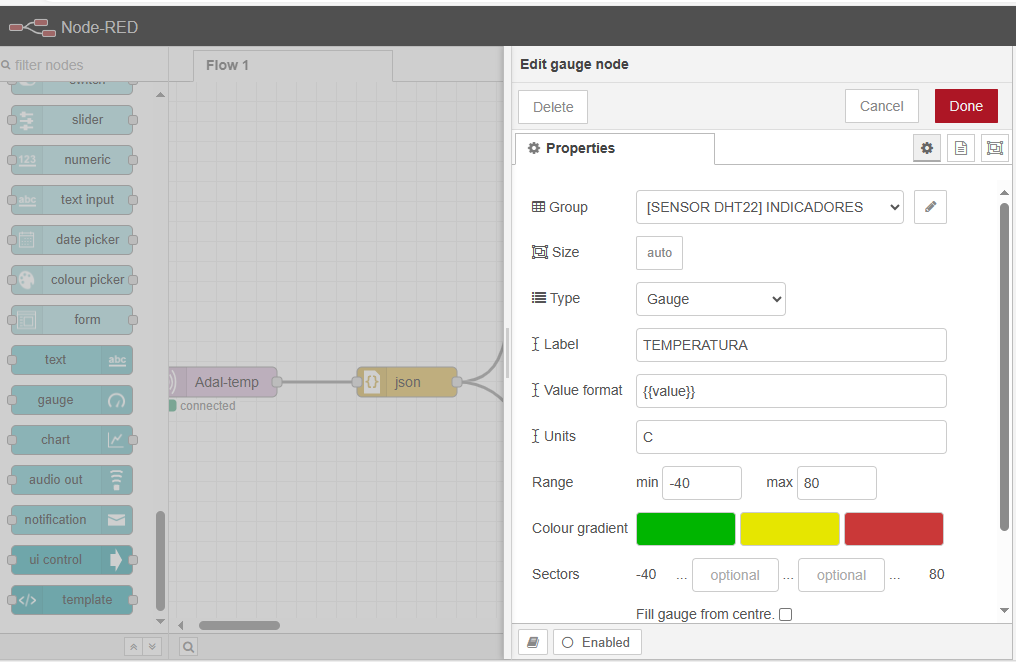 Node-RED
filter nodes
Flow 1
switch
slider
123 numeric
abc text input
date picker
colour picker
form
text abc
gauge
chart
audio out
notification
ui control
</> template
Adal-temp
connected
{} json
Edit gauge node
Delete
Cancel
Done
Properties
Group
[SENSOR DHT22] INDICADORES
Size
auto
Type
Gauge
Label
TEMPERATURA
Value format
{{value}}
Units
C
Range
min -40 max 80
Colour gradient
Sectors
-40 ... optional ... optional ... 80
Fill gauge from centre.
Enabled